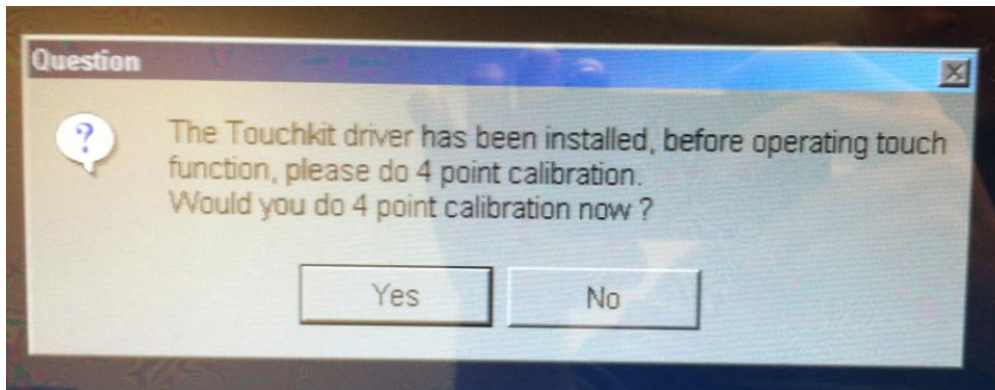 Question
?
The Touchkit driver has been installed, before operating touch
function, please do 4 point calibration.
Would you do 4 point calibration now ?
Yes
No